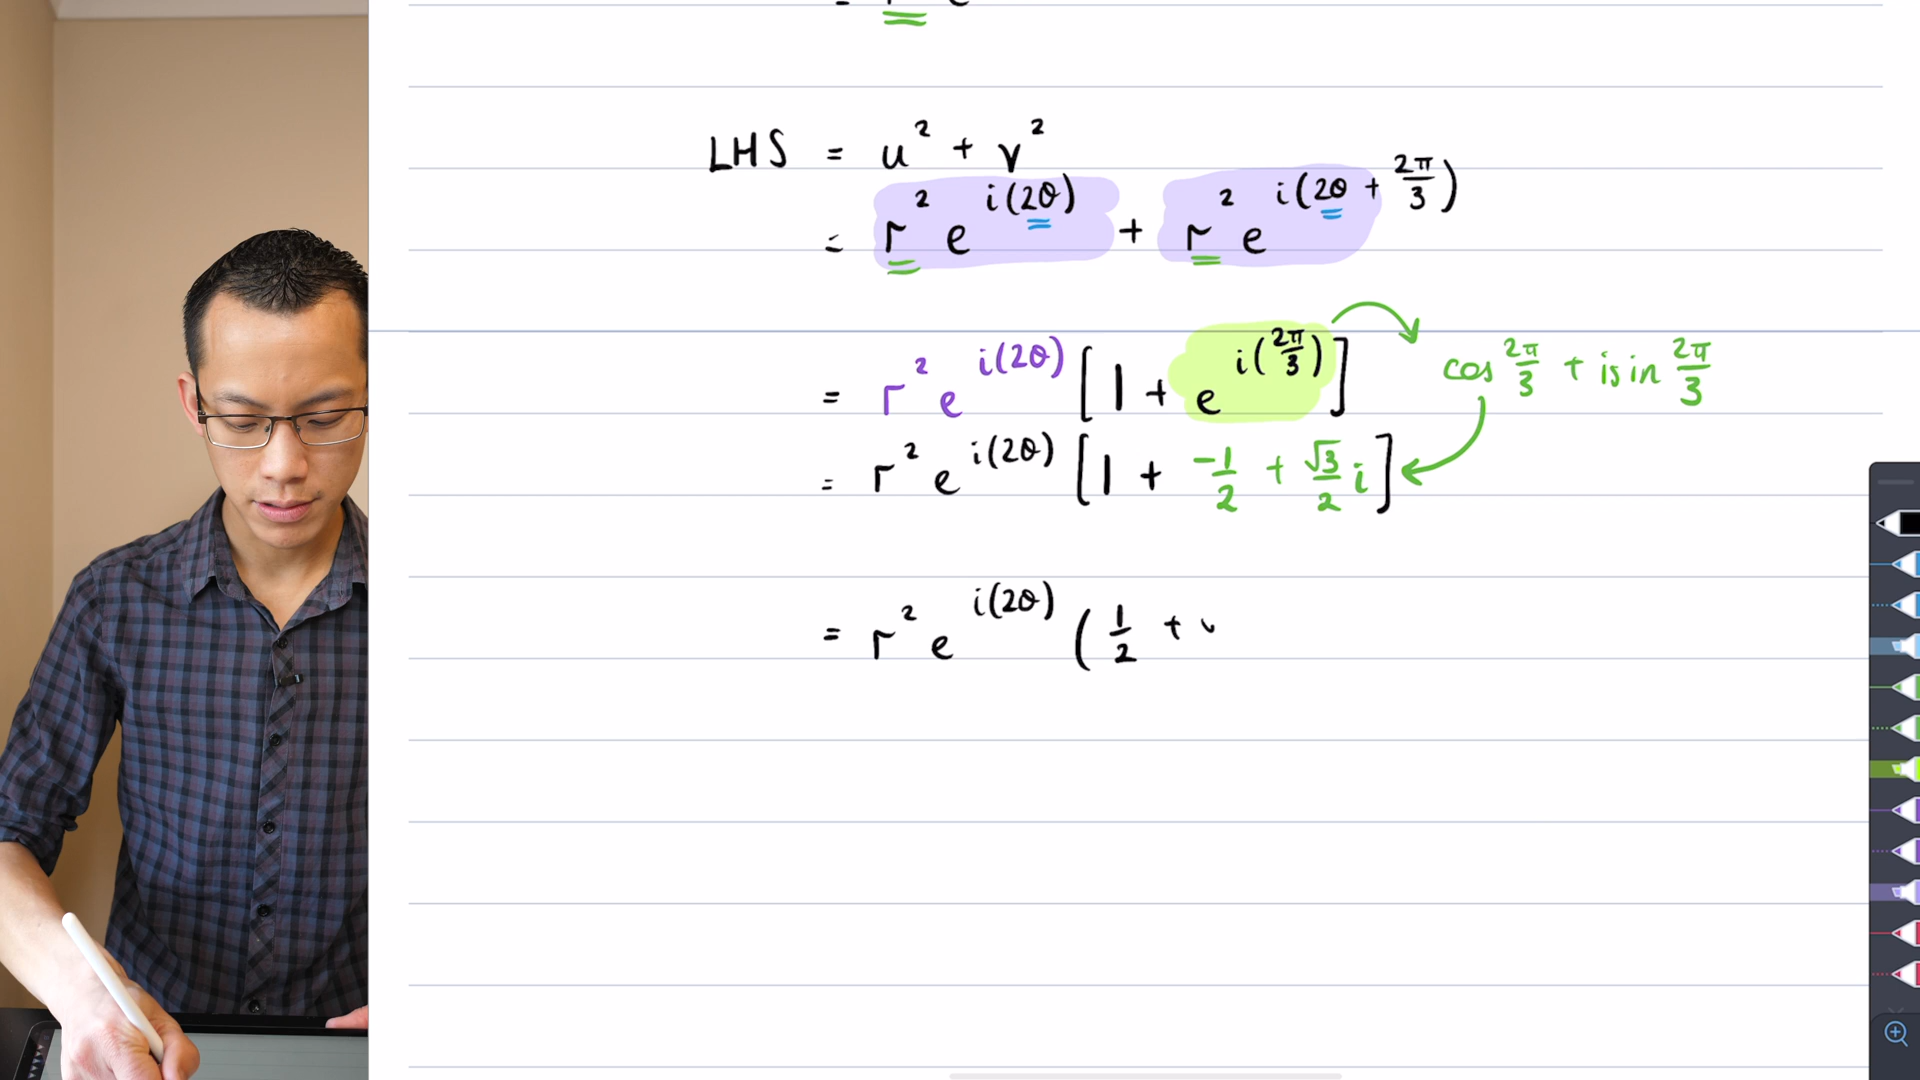 LHS = u² + v²
= r² e^{i(2θ)} + r² e^{i(2θ + 2π/3)}
= r² e^{i(2θ)} [1 + e^{i(2π/3)}] cos 2π/3 + i sin 2π/3
= r² e^{i(2θ)} [1 + -1/2 + √3/2 i]
= r² e^{i(2θ)} (1/2 +